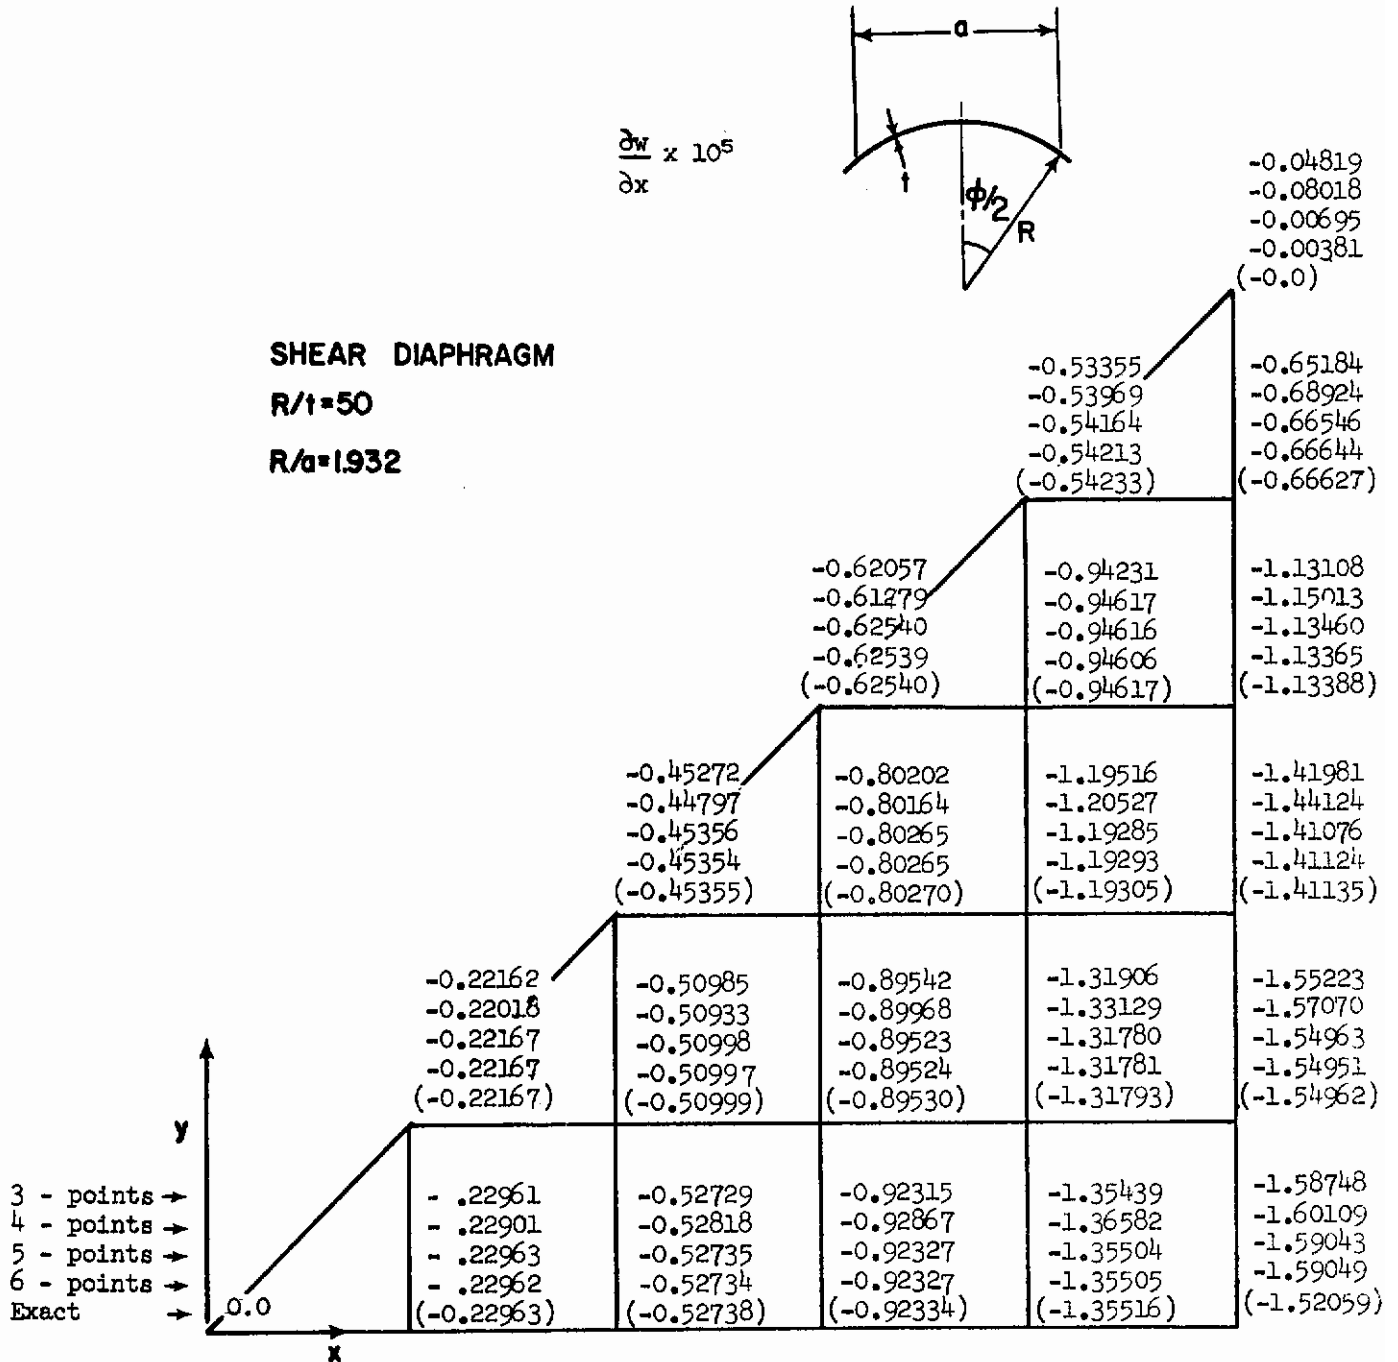 a
∂w/∂x x 10⁵
t
ϕ/2
R
-0.04819
-0.08018
-0.00695
-0.00381
(-0.0)
SHEAR DIAPHRAGM
R/t=50
R/a=1.932
-0.53355 -0.65184
-0.53969 -0.68924
-0.54164 -0.66546
-0.54213 -0.66644
(-0.54233) (-0.66627)
-0.62057 -0.94231 -1.13108
-0.61279 -0.94617 -1.15013
-0.62540 -0.94616 -1.13460
-0.62539 -0.94606 -1.13365
(-0.62540) (-0.94617) (-1.13388)
-0.45272 -0.80202 -1.19516 -1.41981
-0.44797 -0.80164 -1.20527 -1.44124
-0.45356 -0.80265 -1.19285 -1.41076
-0.45354 -0.80265 -1.19293 -1.41124
(-0.45355) (-0.80270) (-1.19305) (-1.41135)
-0.22162 -0.50985 -0.89542 -1.31906 -1.55223
-0.22018 -0.50933 -0.89968 -1.33129 -1.57070
-0.22167 -0.50998 -0.89523 -1.31780 -1.54963
-0.22167 -0.50997 -0.89524 -1.31781 -1.54951
(-0.22167) (-0.50999) (-0.89530) (-1.31793) (-1.54962)
y
3 - points → - .22961 -0.52729 -0.92315 -1.35439 -1.58748
4 - points → - .22901 -0.52818 -0.92867 -1.36582 -1.60109
5 - points → - .22963 -0.52735 -0.92327 -1.35504 -1.59043
6 - points → - .22962 -0.52734 -0.92327 -1.35505 -1.59049
Exact → 0.0 (-0.22963) (-0.52738) (-0.92334) (-1.35516) (-1.52059)
x